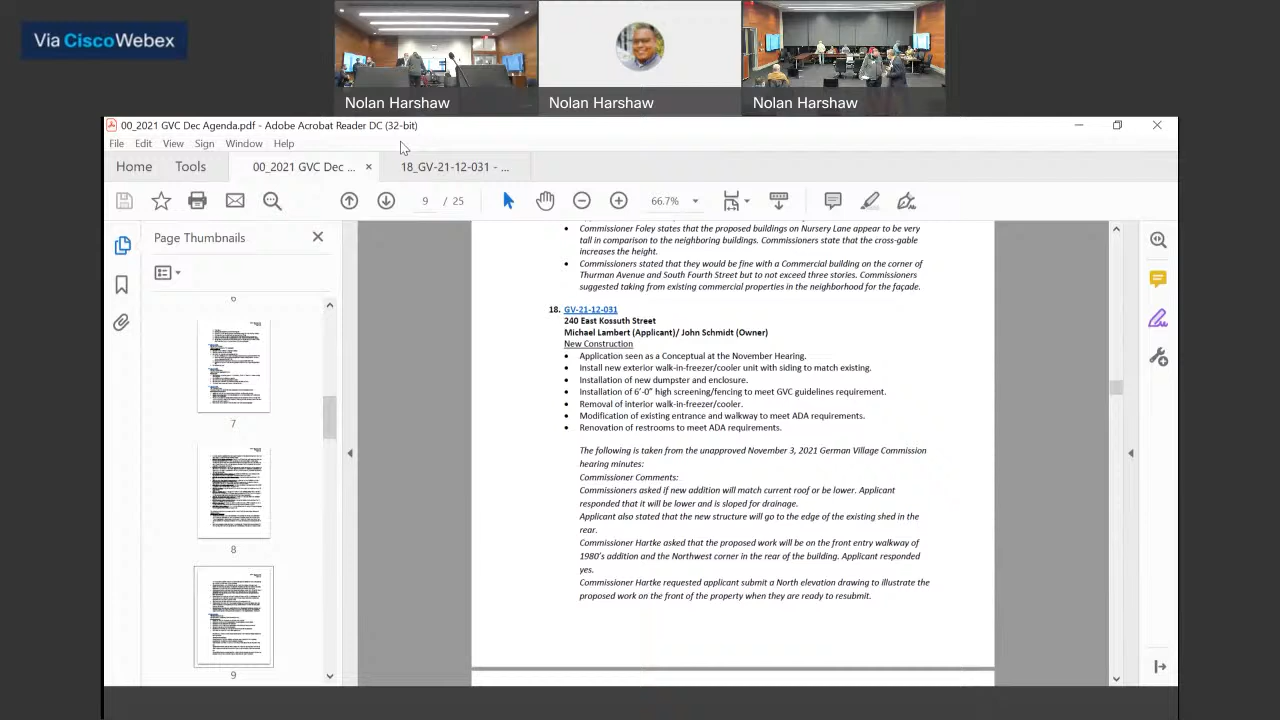 Via CiscoWebex
Nolan Harshaw
Nolan Harshaw
Nolan Harshaw
00_2021 GVC Dec Agenda.pdf - Adobe Acrobat Reader DC (32-bit)
File Edit View Sign Window Help
Home Tools 00_2021 GVC Dec ... × 18_GV-21-12-031 - ...
9 / 25 66.7%
Page Thumbnails
6
7
8
9
Commissioner Foley states that the proposed buildings on Nursery Lane appear to be very
tall in comparison to the neighboring buildings. Commissioners state that the cross-gable
increases the height.
Commissioners stated that they would be fine with a Commercial building on the corner of
Thurman Avenue and South Fourth Street but to not exceed three stories. Commissioners
suggested taking from existing commercial properties in the neighborhood for the façade.
18. GV-21-12-031
240 East Kossuth Street
Michael Lambert (Applicant)/ John Schmidt (Owner)
New Construction
• Application seen as a Conceptual at the November Hearing.
• Install new exterior walk-in-freezer/cooler unit with siding to match existing.
• Installation of new dumpster and enclosure.
• Installation of 6'-0" high screening/fencing to meet GVC guidelines requirement.
• Removal of interior walk-in-freezer/cooler.
• Modification of existing entrance and walkway to meet ADA requirements.
• Renovation of restrooms to meet ADA requirements.
The following is taken from the unapproved November 3, 2021 German Village Commission
hearing minutes:
Commissioner Comments:
Commissioners asked if new addition will match current roof or be lower. Applicant
responded that it will be lower and is sloped for drainage.
Applicant also stated that the new structure will go to the edge of the existing shed in the
rear.
Commissioner Hartke asked that the proposed work will be on the front entry walkway of
1980's addition and the Northwest corner in the rear of the building. Applicant responded
yes.
Commissioner Hartke requested applicant submit a North elevation drawing to illustrate the
proposed work on the front of the property when they are ready to resubmit.